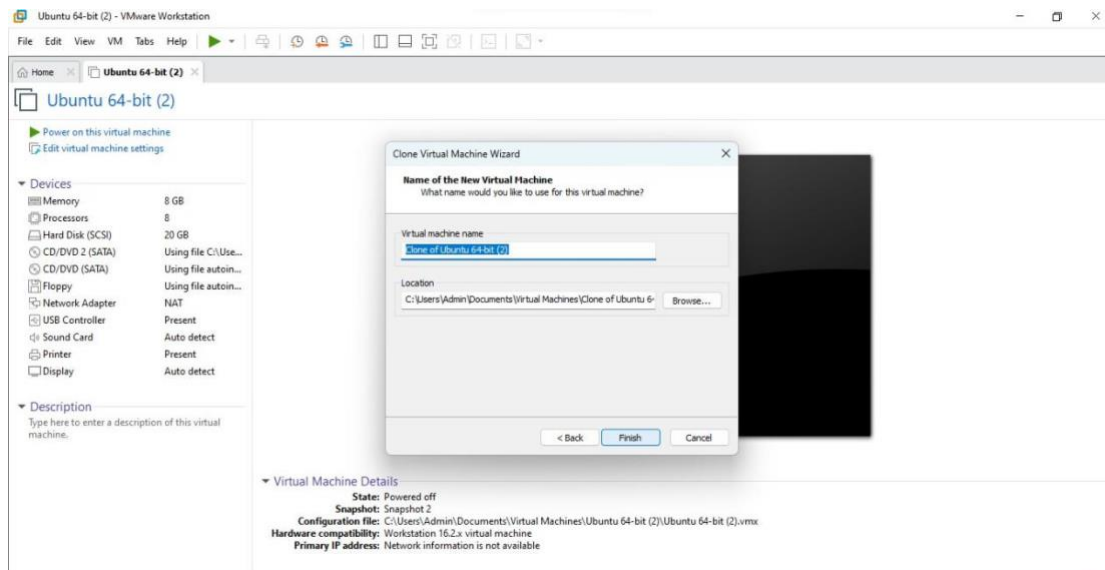 Ubuntu 64-bit (2) - VMware Workstation
File Edit View VM Tabs Help
Home
Ubuntu 64-bit (2)
Ubuntu 64-bit (2)
Power on this virtual machine
Edit virtual machine settings
Devices
Memory 8 GB
Processors 8
Hard Disk (SCSI) 20 GB
CD/DVD 2 (SATA) Using file C:\Use...
CD/DVD (SATA) Using file autoin...
Floppy Using file autoin...
Network Adapter NAT
USB Controller Present
Sound Card Auto detect
Printer Present
Display Auto detect
Description
Type here to enter a description of this virtual
machine.
Clone Virtual Machine Wizard
Name of the New Virtual Machine
What name would you like to use for this virtual machine?
Virtual machine name
Clone of Ubuntu 64-bit (2)
Location
C:\Users\Admin\Documents\Virtual Machines\Clone of Ubuntu 6- Browse...
< Back Finish Cancel
Virtual Machine Details
State: Powered off
Snapshot: Snapshot 2
Configuration file: C:\Users\Admin\Documents\Virtual Machines\Ubuntu 64-bit (2)\Ubuntu 64-bit (2).vmx
Hardware compatibility: Workstation 16.2.x virtual machine
Primary IP address: Network information is not available